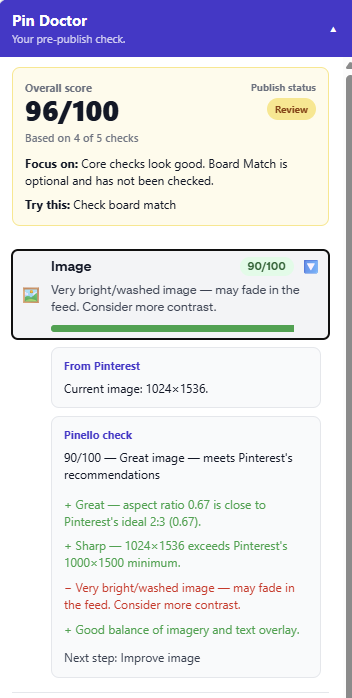 Pin Doctor
Your pre-publish check.
Overall score
Publish status
96/100
Review
Based on 4 of 5 checks
Focus on: Core checks look good. Board Match is
optional and has not been checked.
Try this: Check board match
Image
90/100
Very bright/washed image — may fade in the
feed. Consider more contrast.
From Pinterest
Current image: 1024×1536.
Pinello check
90/100 — Great image — meets Pinterest's
recommendations
+ Great — aspect ratio 0.67 is close to
Pinterest's ideal 2:3 (0.67).
+ Sharp — 1024×1536 exceeds Pinterest's
1000×1500 minimum.
− Very bright/washed image — may fade in
the feed. Consider more contrast.
+ Good balance of imagery and text overlay.
Next step: Improve image